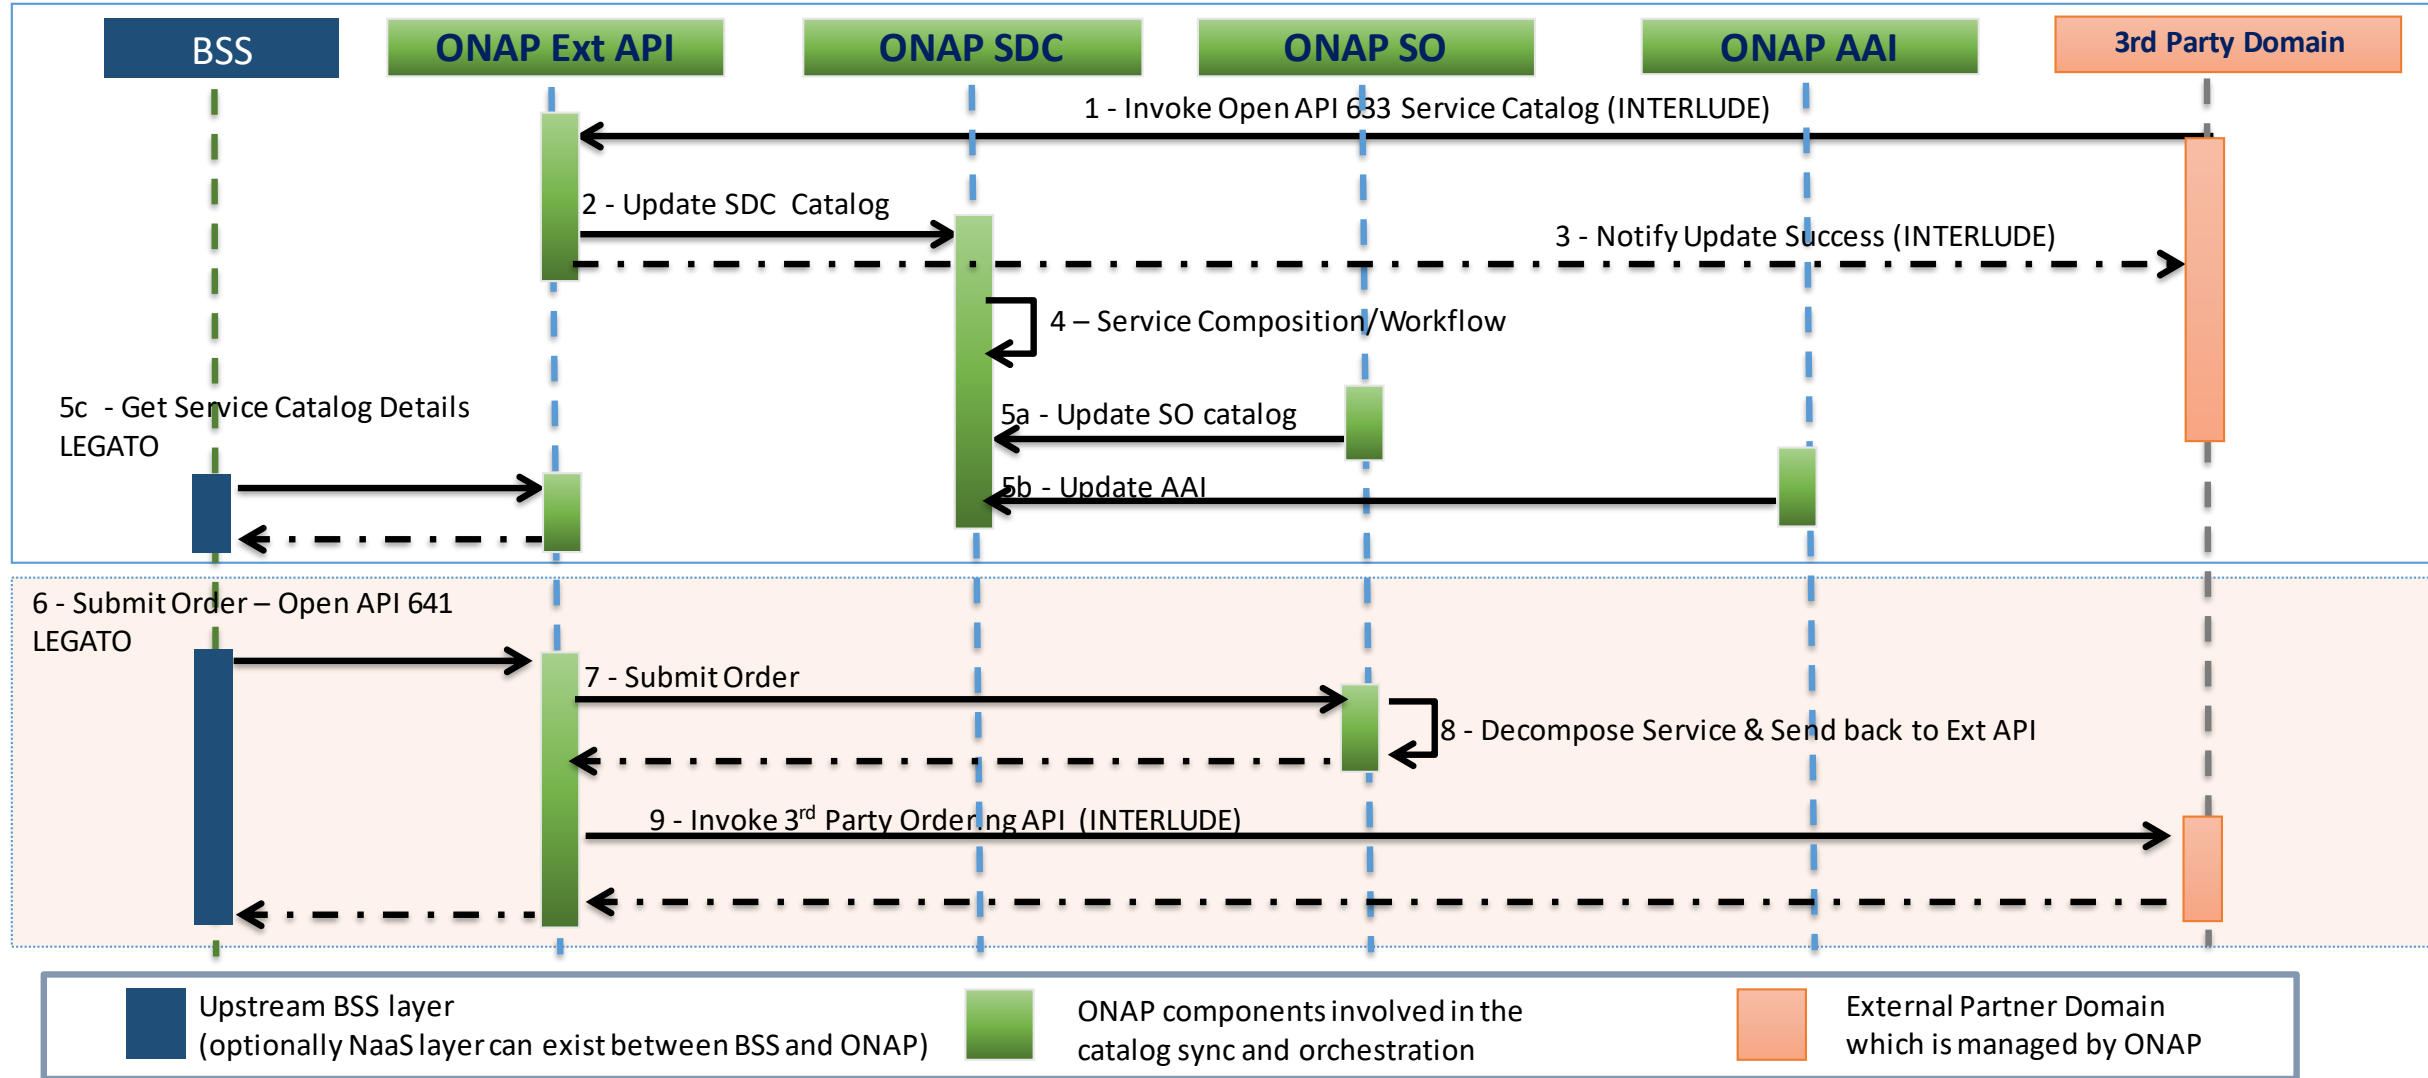 BSS
ONAP Ext API
ONAP SDC
ONAP SO
ONAP AAI
3rd Party Domain
1 - Invoke Open API 633 Service Catalog (INTERLUDE)
2 - Update SDC Catalog
3 - Notify Update Success (INTERLUDE)
4 – Service Composition/Workflow
5c - Get Service Catalog Details
LEGATO
5a - Update SO catalog
5b - Update AAI
6 - Submit Order – Open API 641
LEGATO
7 - Submit Order
8 - Decompose Service & Send back to Ext API
9 - Invoke 3rd Party Ordering API (INTERLUDE)
Upstream BSS layer
(optionally NaaS layer can exist between BSS and ONAP)
ONAP components involved in the
catalog sync and orchestration
External Partner Domain
which is managed by ONAP